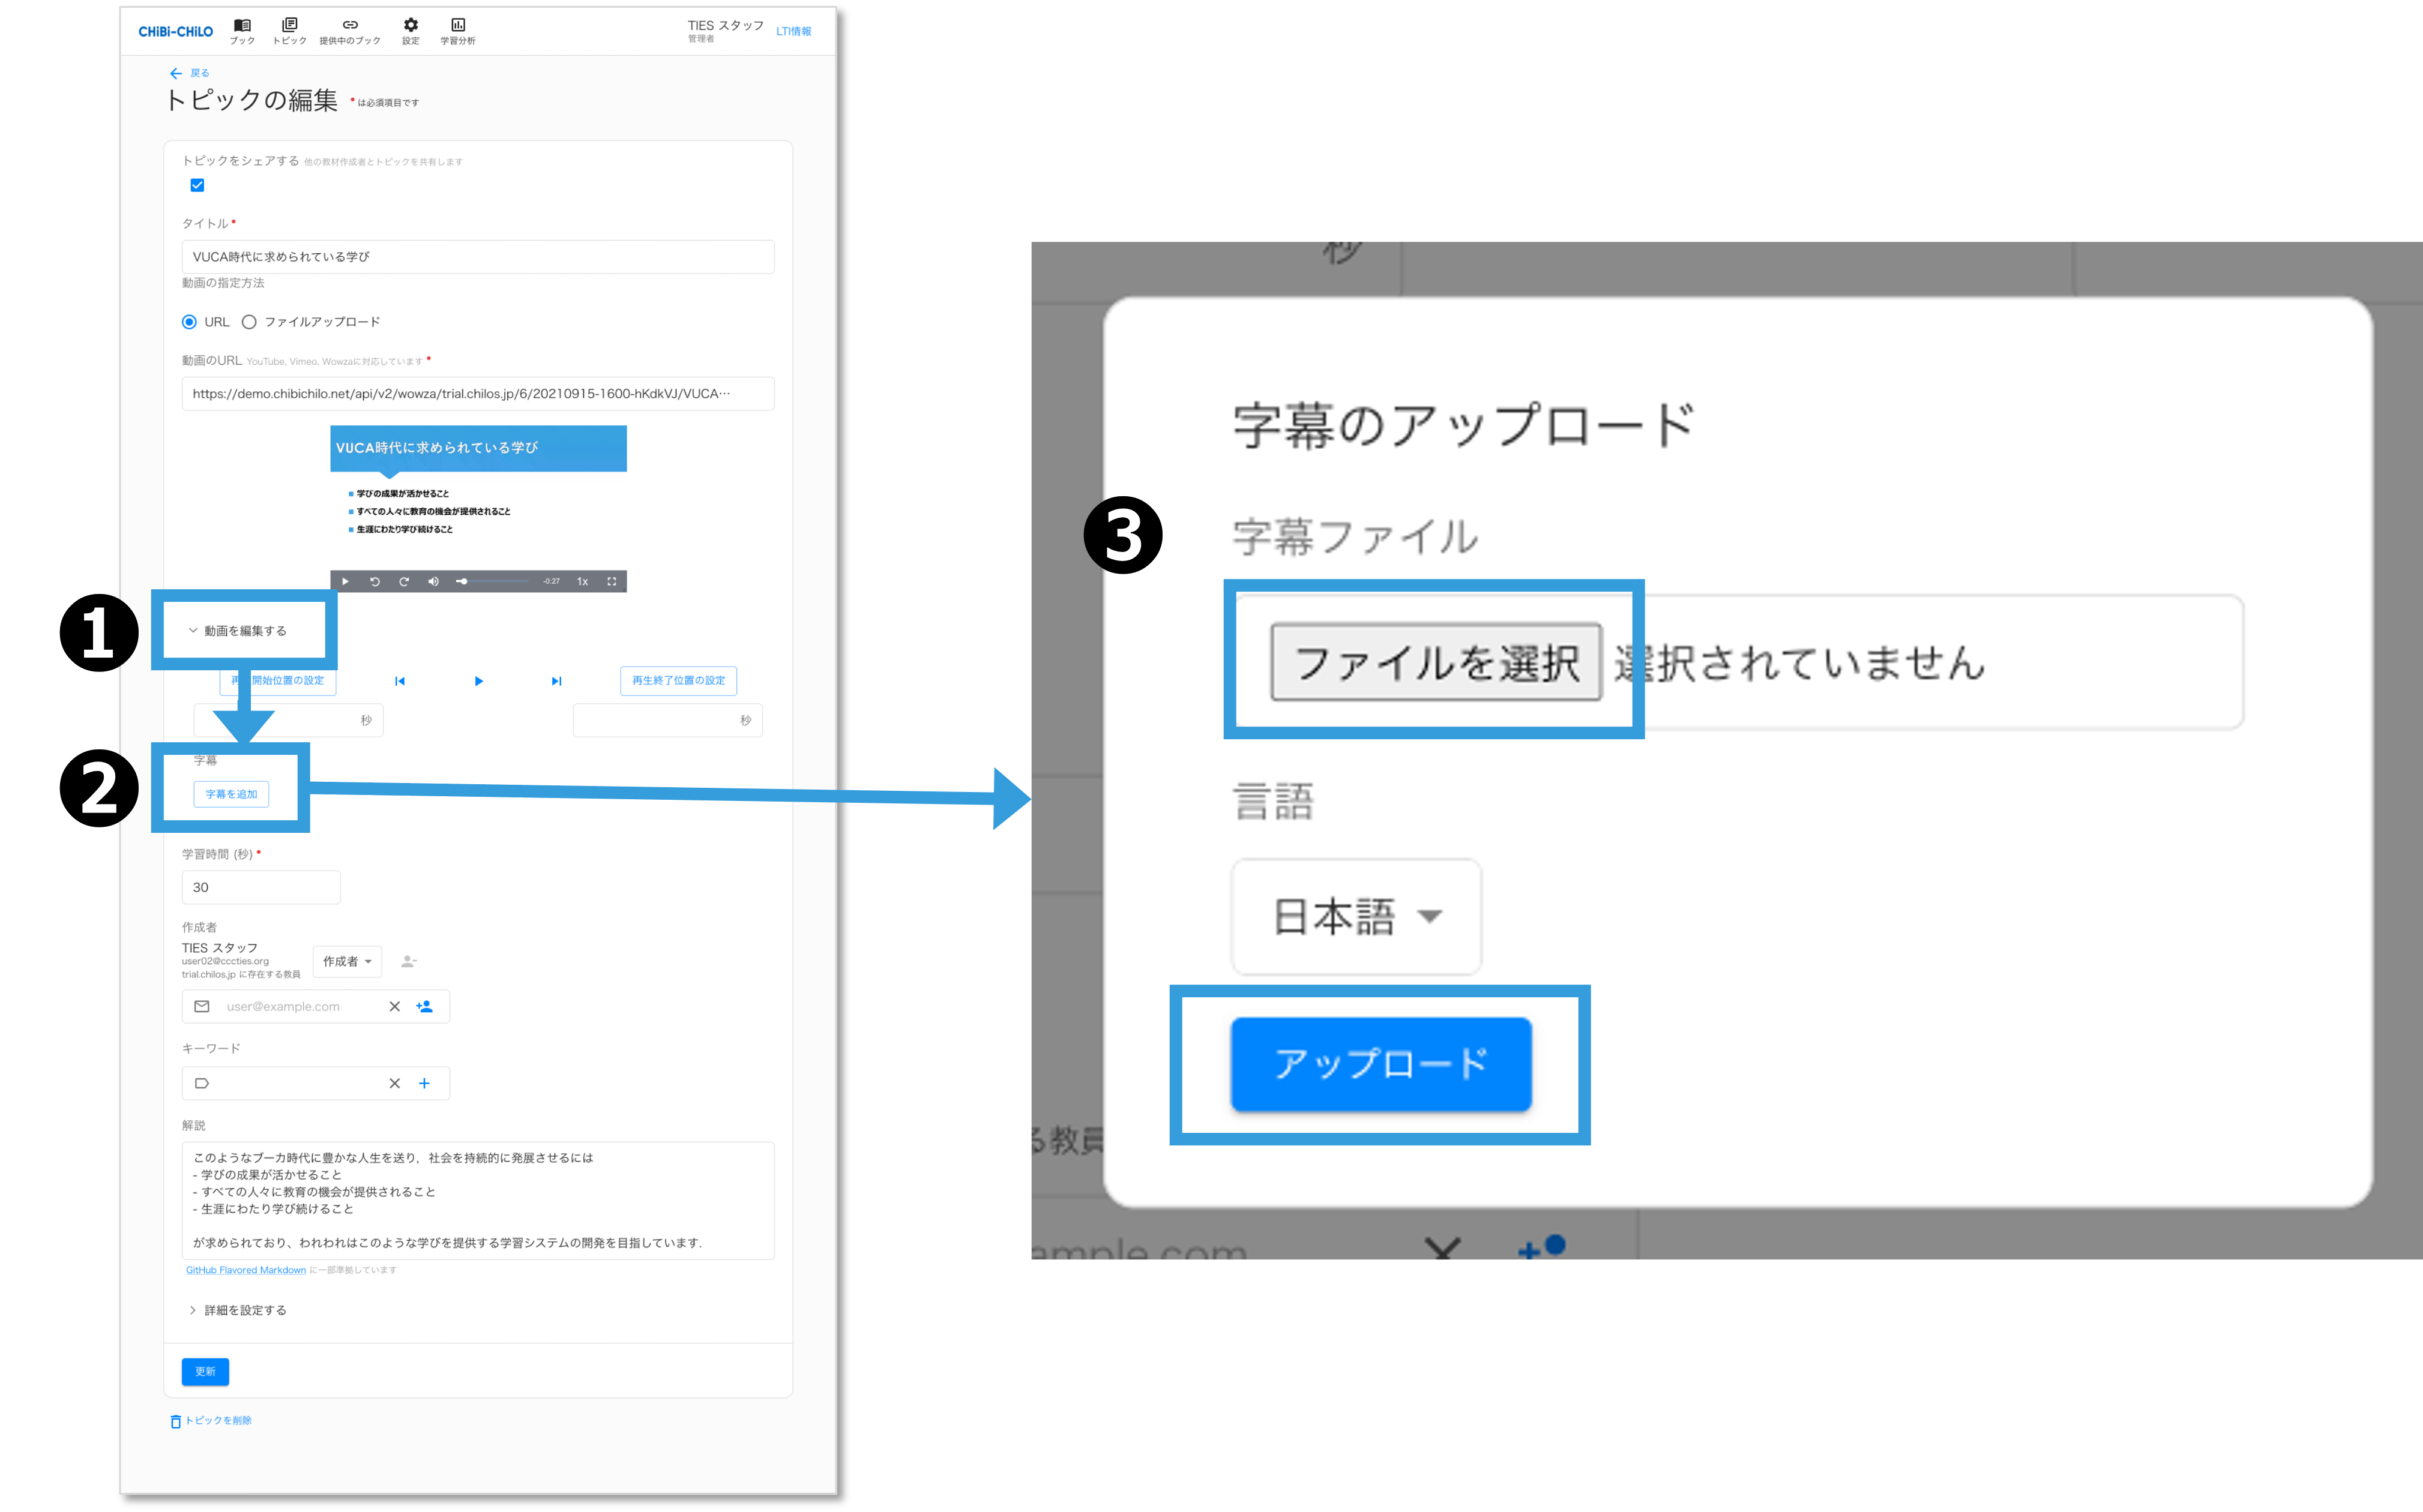 CHiBi-CHiLO
ブック
トピック
提供中のブック
設定
学習分析
TIES スタッフ
管理者
LTI情報
戻る
トピックの編集 * は必須項目です
トピックをシェアする 他の教材作成者とトピックを共有します
タイトル *
VUCA時代に求められている学び
動画の指定方法
URL ファイルアップロード
動画のURL YouTube, Vimeo, Wowzaに対応しています *
https://demo.chibichilo.net/api/v2/wowza/trial.chilos.jp/6/20210915-1600-hKdkVJ/VUCA…
VUCA時代に求められている学び
■ 学びの成果が活かせること
■ すべての人々に教育の機会が提供されること
■ 生涯にわたり学び続けること
-0:27 1x
1
動画を編集する
開始位置の設定
再生終了位置の設定
秒
秒
2
字幕
字幕を追加
学習時間 (秒) *
30
作成者
TIES スタッフ
user02@cccties.org
trial.chilos.jp に存在する教員
作成者
user@example.com
キーワード
解説
このようなブーカ時代に豊かな人生を送り，社会を持続的に発展させるには
- 学びの成果が活かせること
- すべての人々に教育の機会が提供されること
- 生涯にわたり学び続けること
が求められており、われわれはこのような学びを提供する学習システムの開発を目指しています.
GitHub Flavored Markdown に一部準拠しています
詳細を設定する
更新
トピックを削除
秒
字幕のアップロード
3
字幕ファイル
ファイルを選択 選択されていません
言語
日本語
アップロード
る教員
ample.com